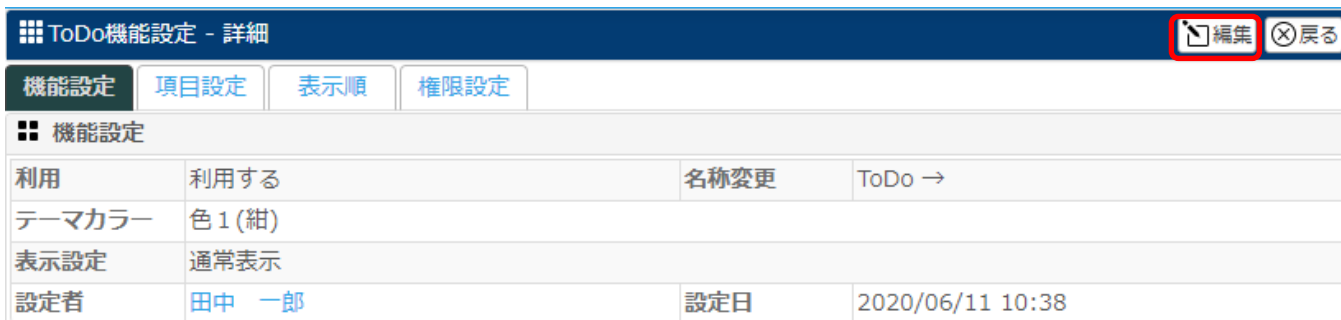 ToDo機能設定 - 詳細 編集 戻る
機能設定 項目設定 表示順 権限設定
機能設定
利用 利用する 名称変更 ToDo →
テーマカラー 色1(紺)
表示設定 通常表示
設定者 田中 一郎 設定日 2020/06/11 10:38